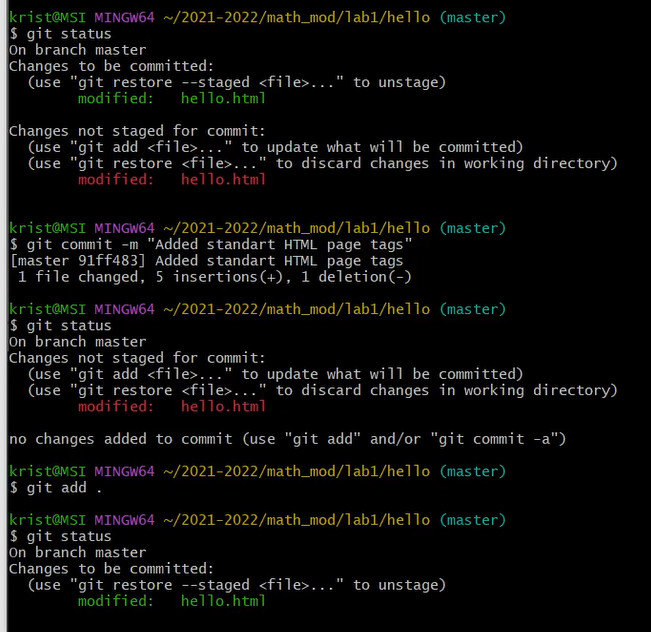 krist@MSI MINGW64 ~/2021-2022/math_mod/lab1/hello (master)
$ git status
On branch master
Changes to be committed:
  (use "git restore --staged <file>..." to unstage)
        modified:   hello.html

Changes not staged for commit:
  (use "git add <file>..." to update what will be committed)
  (use "git restore <file>..." to discard changes in working directory)
        modified:   hello.html


krist@MSI MINGW64 ~/2021-2022/math_mod/lab1/hello (master)
$ git commit -m "Added standart HTML page tags"
[master 91ff483] Added standart HTML page tags
 1 file changed, 5 insertions(+), 1 deletion(-)

krist@MSI MINGW64 ~/2021-2022/math_mod/lab1/hello (master)
$ git status
On branch master
Changes not staged for commit:
  (use "git add <file>..." to update what will be committed)
  (use "git restore <file>..." to discard changes in working directory)
        modified:   hello.html

no changes added to commit (use "git add" and/or "git commit -a")

krist@MSI MINGW64 ~/2021-2022/math_mod/lab1/hello (master)
$ git add .

krist@MSI MINGW64 ~/2021-2022/math_mod/lab1/hello (master)
$ git status
On branch master
Changes to be committed:
  (use "git restore --staged <file>..." to unstage)
        modified:   hello.html